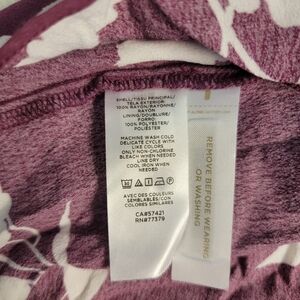 SHELL/TISSU PRINCIPAL/
TELA EXTERIOR:
100% RAYON/RAYONNE/
RAYON
LINING/DOUBLURE/
FORRO:
100% POLYESTER/
POLIÉSTER
MACHINE WASH COLD
DELICATE CYCLE WITH
LIKE COLORS
ONLY NON-CHLORINE
BLEACH WHEN NEEDED
LINE DRY
COOL IRON WHEN
NEEDED
AVEC DES COULEURS
SEMBLABLES/CON
COLORES SIMILARES
CA#57421
RN#77379
REMOVE BEFORE WEARING
OR WASHING